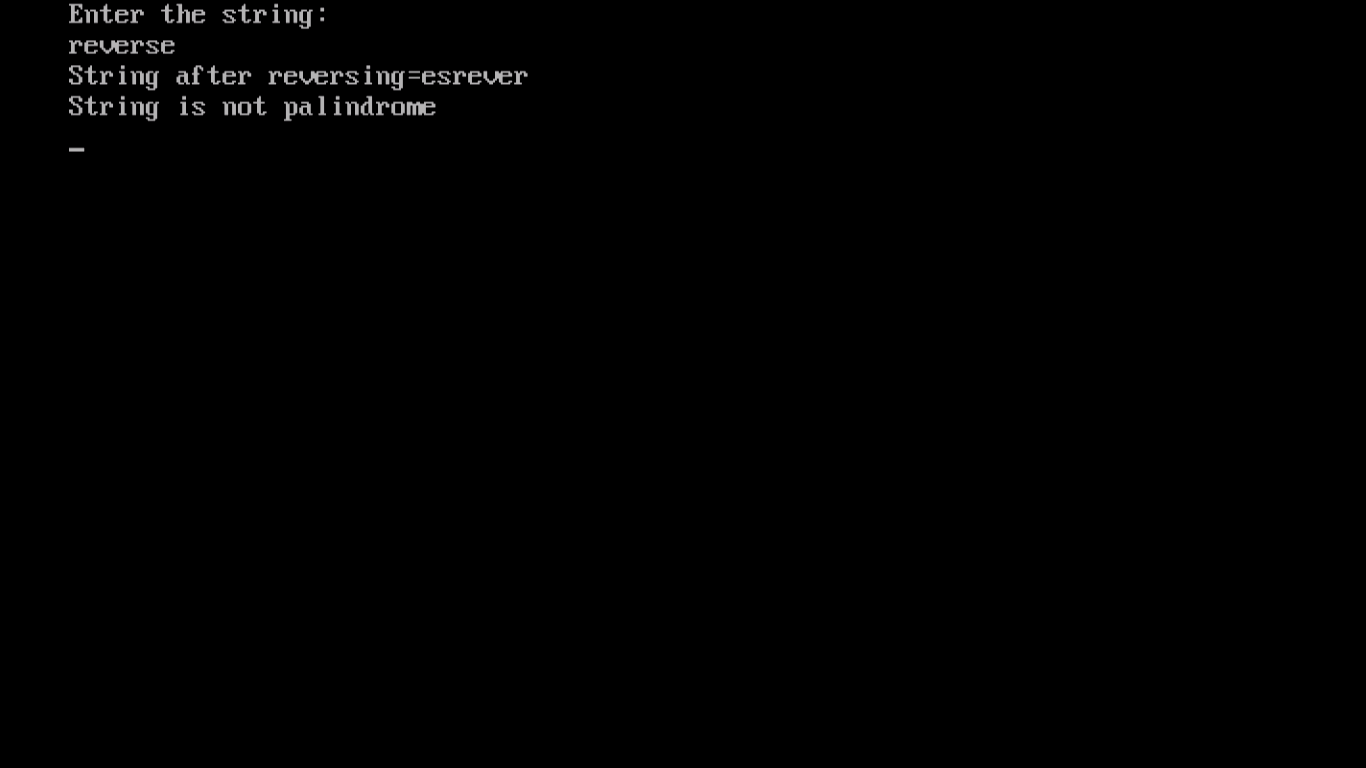 Enter the string:
reverse
String after reversing=esrever
String is not palindrome
_